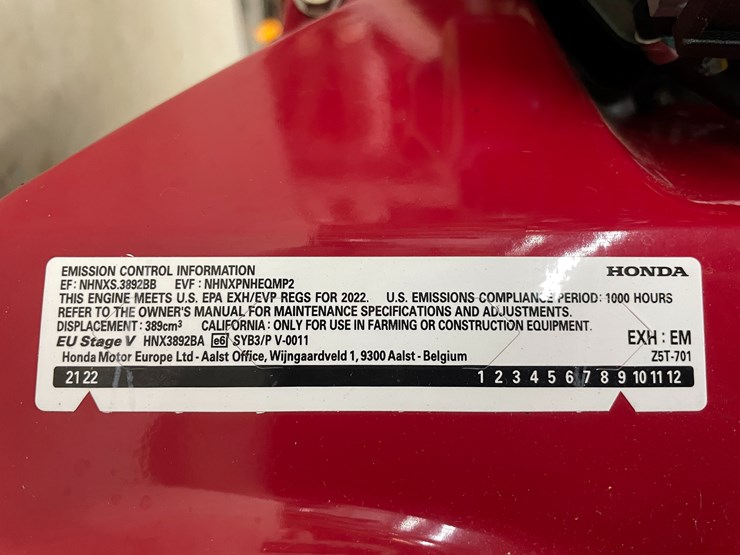 EMISSION CONTROL INFORMATION HONDA
EF: NHNXS.3892BB EVF: NHNXPNHEQMP2
THIS ENGINE MEETS U.S. EPA EXH/EVP REGS FOR 2022. U.S. EMISSIONS COMPLIANCE PERIOD: 1000 HOURS
REFER TO THE OWNER'S MANUAL FOR MAINTENANCE SPECIFICATIONS AND ADJUSTMENTS.
DISPLACEMENT: 389cm³ CALIFORNIA: ONLY FOR USE IN FARMING OR CONSTRUCTION EQUIPMENT.
EU Stage V HNX3892BA e6 SYB3/P V-0011 EXH: EM
Honda Motor Europe Ltd - Aalst Office, Wijngaardveld 1, 9300 Aalst - Belgium Z5T-701
21 22 1 2 3 4 5 6 7 8 9 10 11 12